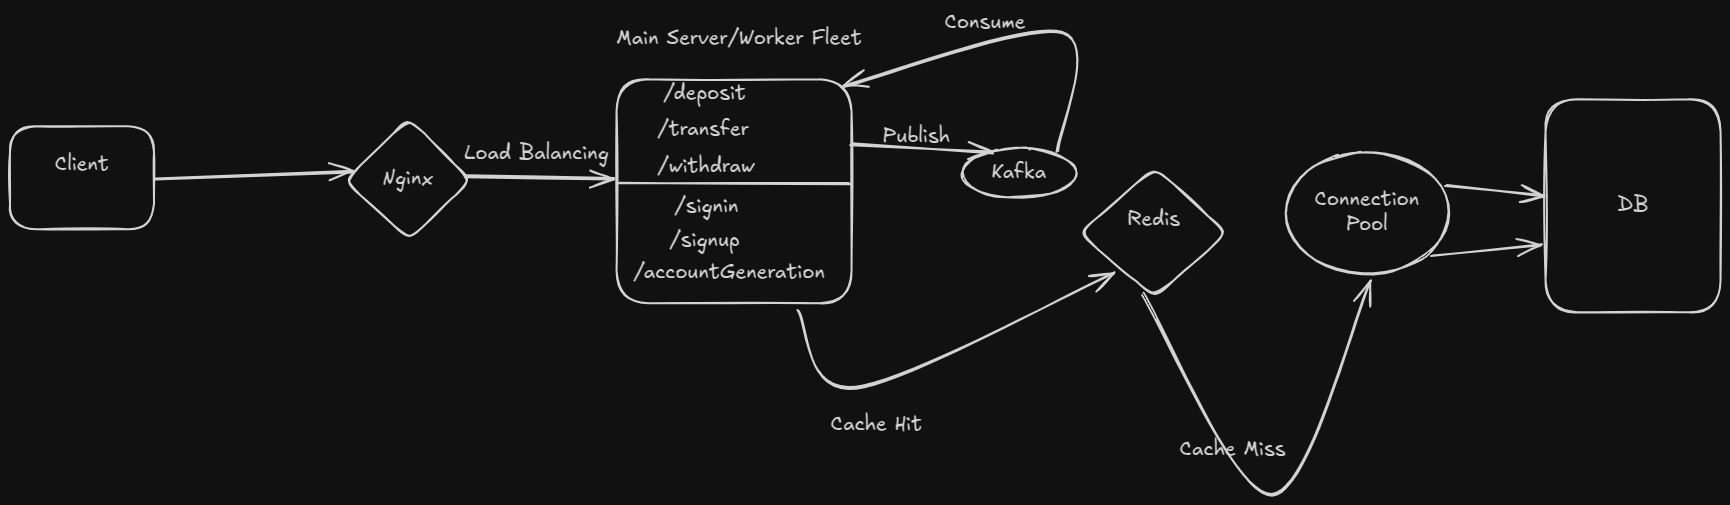 Consume
Main Server/Worker Fleet
/deposit
/transfer
/withdraw
Publish
Client
Nginx
Load Balancing
Kafka
/signin
/signup
/accountGeneration
Redis
Connection
Pool
DB
Cache Hit
Cache Miss